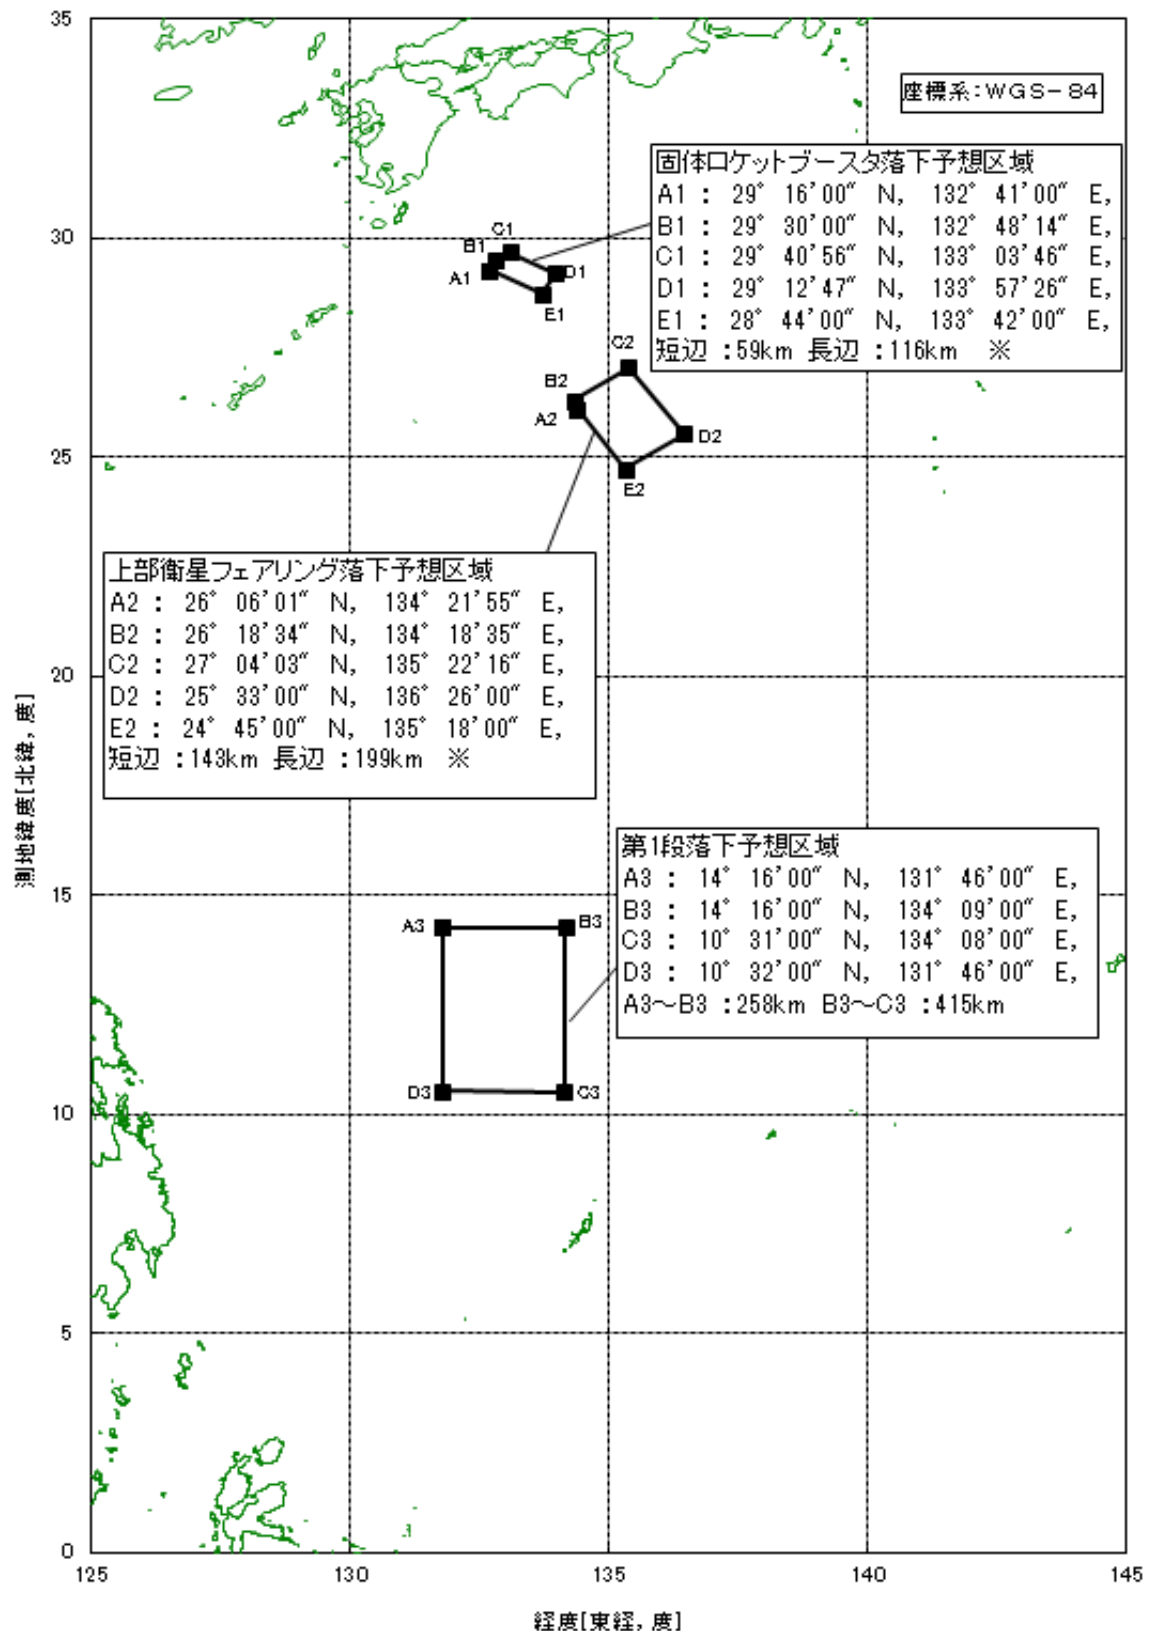 35
座標系:WGS-84
固体ロケットブースタ落下予想区域
A1 : 29° 16'00" N, 132° 41'00" E,
B1 : 29° 30'00" N, 132° 48'14" E,
C1 : 29° 40'56" N, 133° 03'46" E,
D1 : 29° 12'47" N, 133° 57'26" E,
E1 : 28° 44'00" N, 133° 42'00" E,
短辺 :59km 長辺 :116km ※
30
C1
B1
A1
D1
E1
C2
B2
A2
D2
25
E2
上部衛星フェアリング落下予想区域
A2 : 26° 06'01" N, 134° 21'55" E,
B2 : 26° 18'34" N, 134° 18'35" E,
C2 : 27° 04'03" N, 135° 22'16" E,
D2 : 25° 33'00" N, 136° 26'00" E,
E2 : 24° 45'00" N, 135° 18'00" E,
短辺 :143km 長辺 :199km ※
20
測地緯度[北緯, 度]
第1段落下予想区域
A3 : 14° 16'00" N, 131° 46'00" E,
B3 : 14° 16'00" N, 134° 09'00" E,
C3 : 10° 31'00" N, 134° 08'00" E,
D3 : 10° 32'00" N, 131° 46'00" E,
A3～B3 :258km B3～C3 :415km
15
A3
B3
D3
C3
10
5
0
125
130
135
140
145
経度[東経, 度]